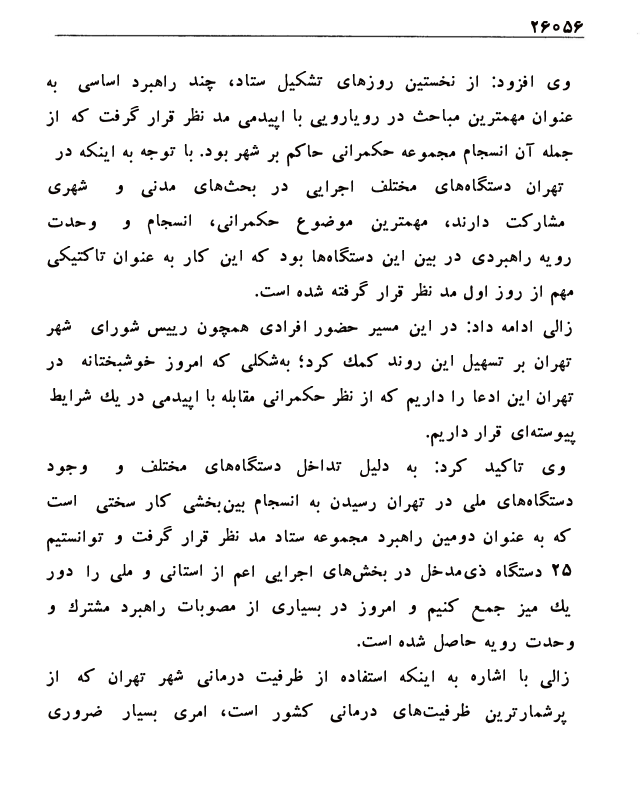 ۲۶۰۵۶
وی افزود: از نخستین روزهای تشکیل ستاد، چند راهبرد اساسی به
عنوان مهمترین مباحث در رویارویی با اپیدمی مد نظر قرار گرفت که از
جمله آن انسجام مجموعه حکمرانی حاکم بر شهر بود. با توجه به اینکه در
تهران دستگاه‌های مختلف اجرایی در بحث‌های مدنی و شهری
مشارکت دارند، مهمترین موضوع حکمرانی، انسجام و وحدت
رویه راهبردی در بین این دستگاه‌ها بود که این کار به عنوان تاکتیکی
مهم از روز اول مد نظر قرار گرفته شده است.
زالی ادامه داد: در این مسیر حضور افرادی همچون رییس شورای شهر
تهران بر تسهیل این روند کمك کرد؛ به‌شکلی که امروز خوشبختانه در
تهران این ادعا را داریم که از نظر حکمرانی مقابله با اپیدمی در یك شرایط
پیوسته‌ای قرار داریم.
وی تاکید کرد: به دلیل تداخل دستگاه‌های مختلف و وجود
دستگاه‌های ملی در تهران رسیدن به انسجام بین‌بخشی کار سختی است
که به عنوان دومین راهبرد مجموعه ستاد مد نظر قرار گرفت و توانستیم
۲۵ دستگاه ذی‌مدخل در بخش‌های اجرایی اعم از استانی و ملی را دور
یك میز جمع کنیم و امروز در بسیاری از مصوبات راهبرد مشترك و
وحدت رویه حاصل شده است.
زالی با اشاره به اینکه استفاده از ظرفیت درمانی شهر تهران که از
پرشمارترین ظرفیت‌های درمانی کشور است، امری بسیار ضروری